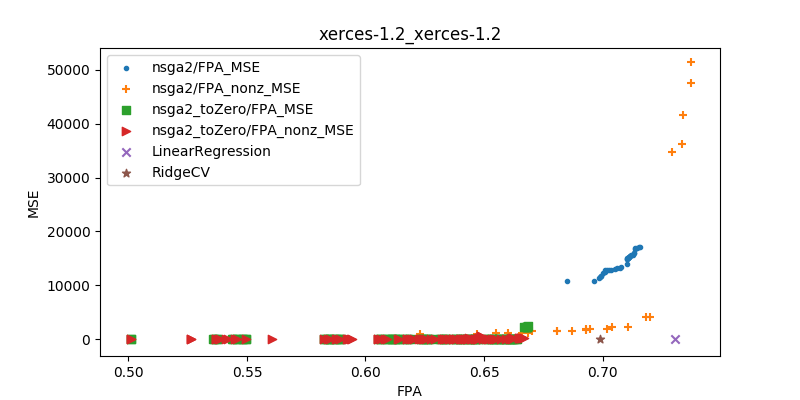 xerces-1.2_xerces-1.2
nsga2/FPA_MSE
nsga2/FPA_nonz_MSE
nsga2_toZero/FPA_MSE
nsga2_toZero/FPA_nonz_MSE
LinearRegression
RidgeCV
MSE
50000
40000
30000
20000
10000
0
0.50 0.55 0.60 0.65 0.70
FPA